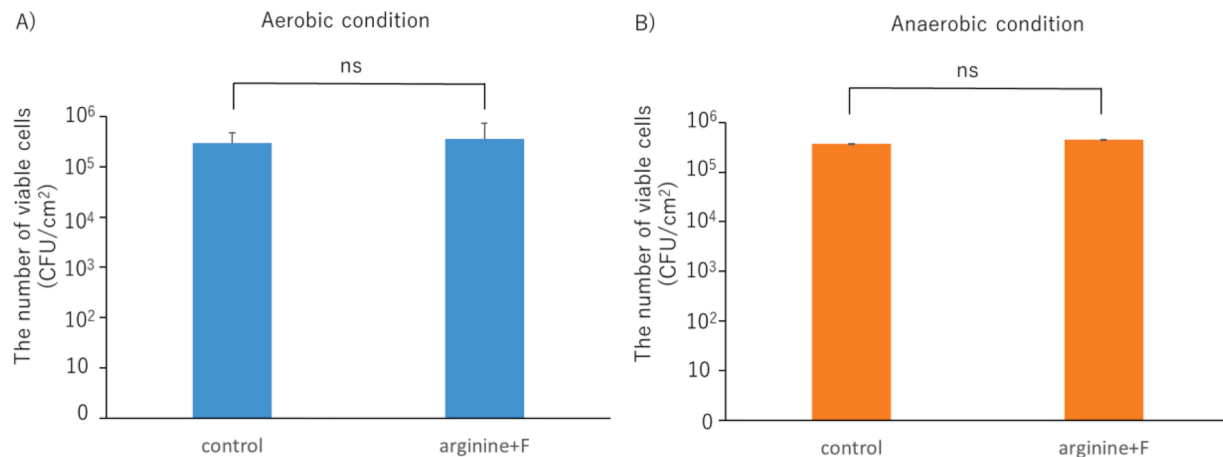 A)
Aerobic condition
ns
The number of viable cells
(CFU/cm²)
10⁶
10⁵
10⁴
10³
10²
10
0
control
arginine+F
B)
Anaerobic condition
ns
The number of viable cells
(CFU/cm²)
10⁶
10⁵
10⁴
10³
10²
10
0
control
arginine+F